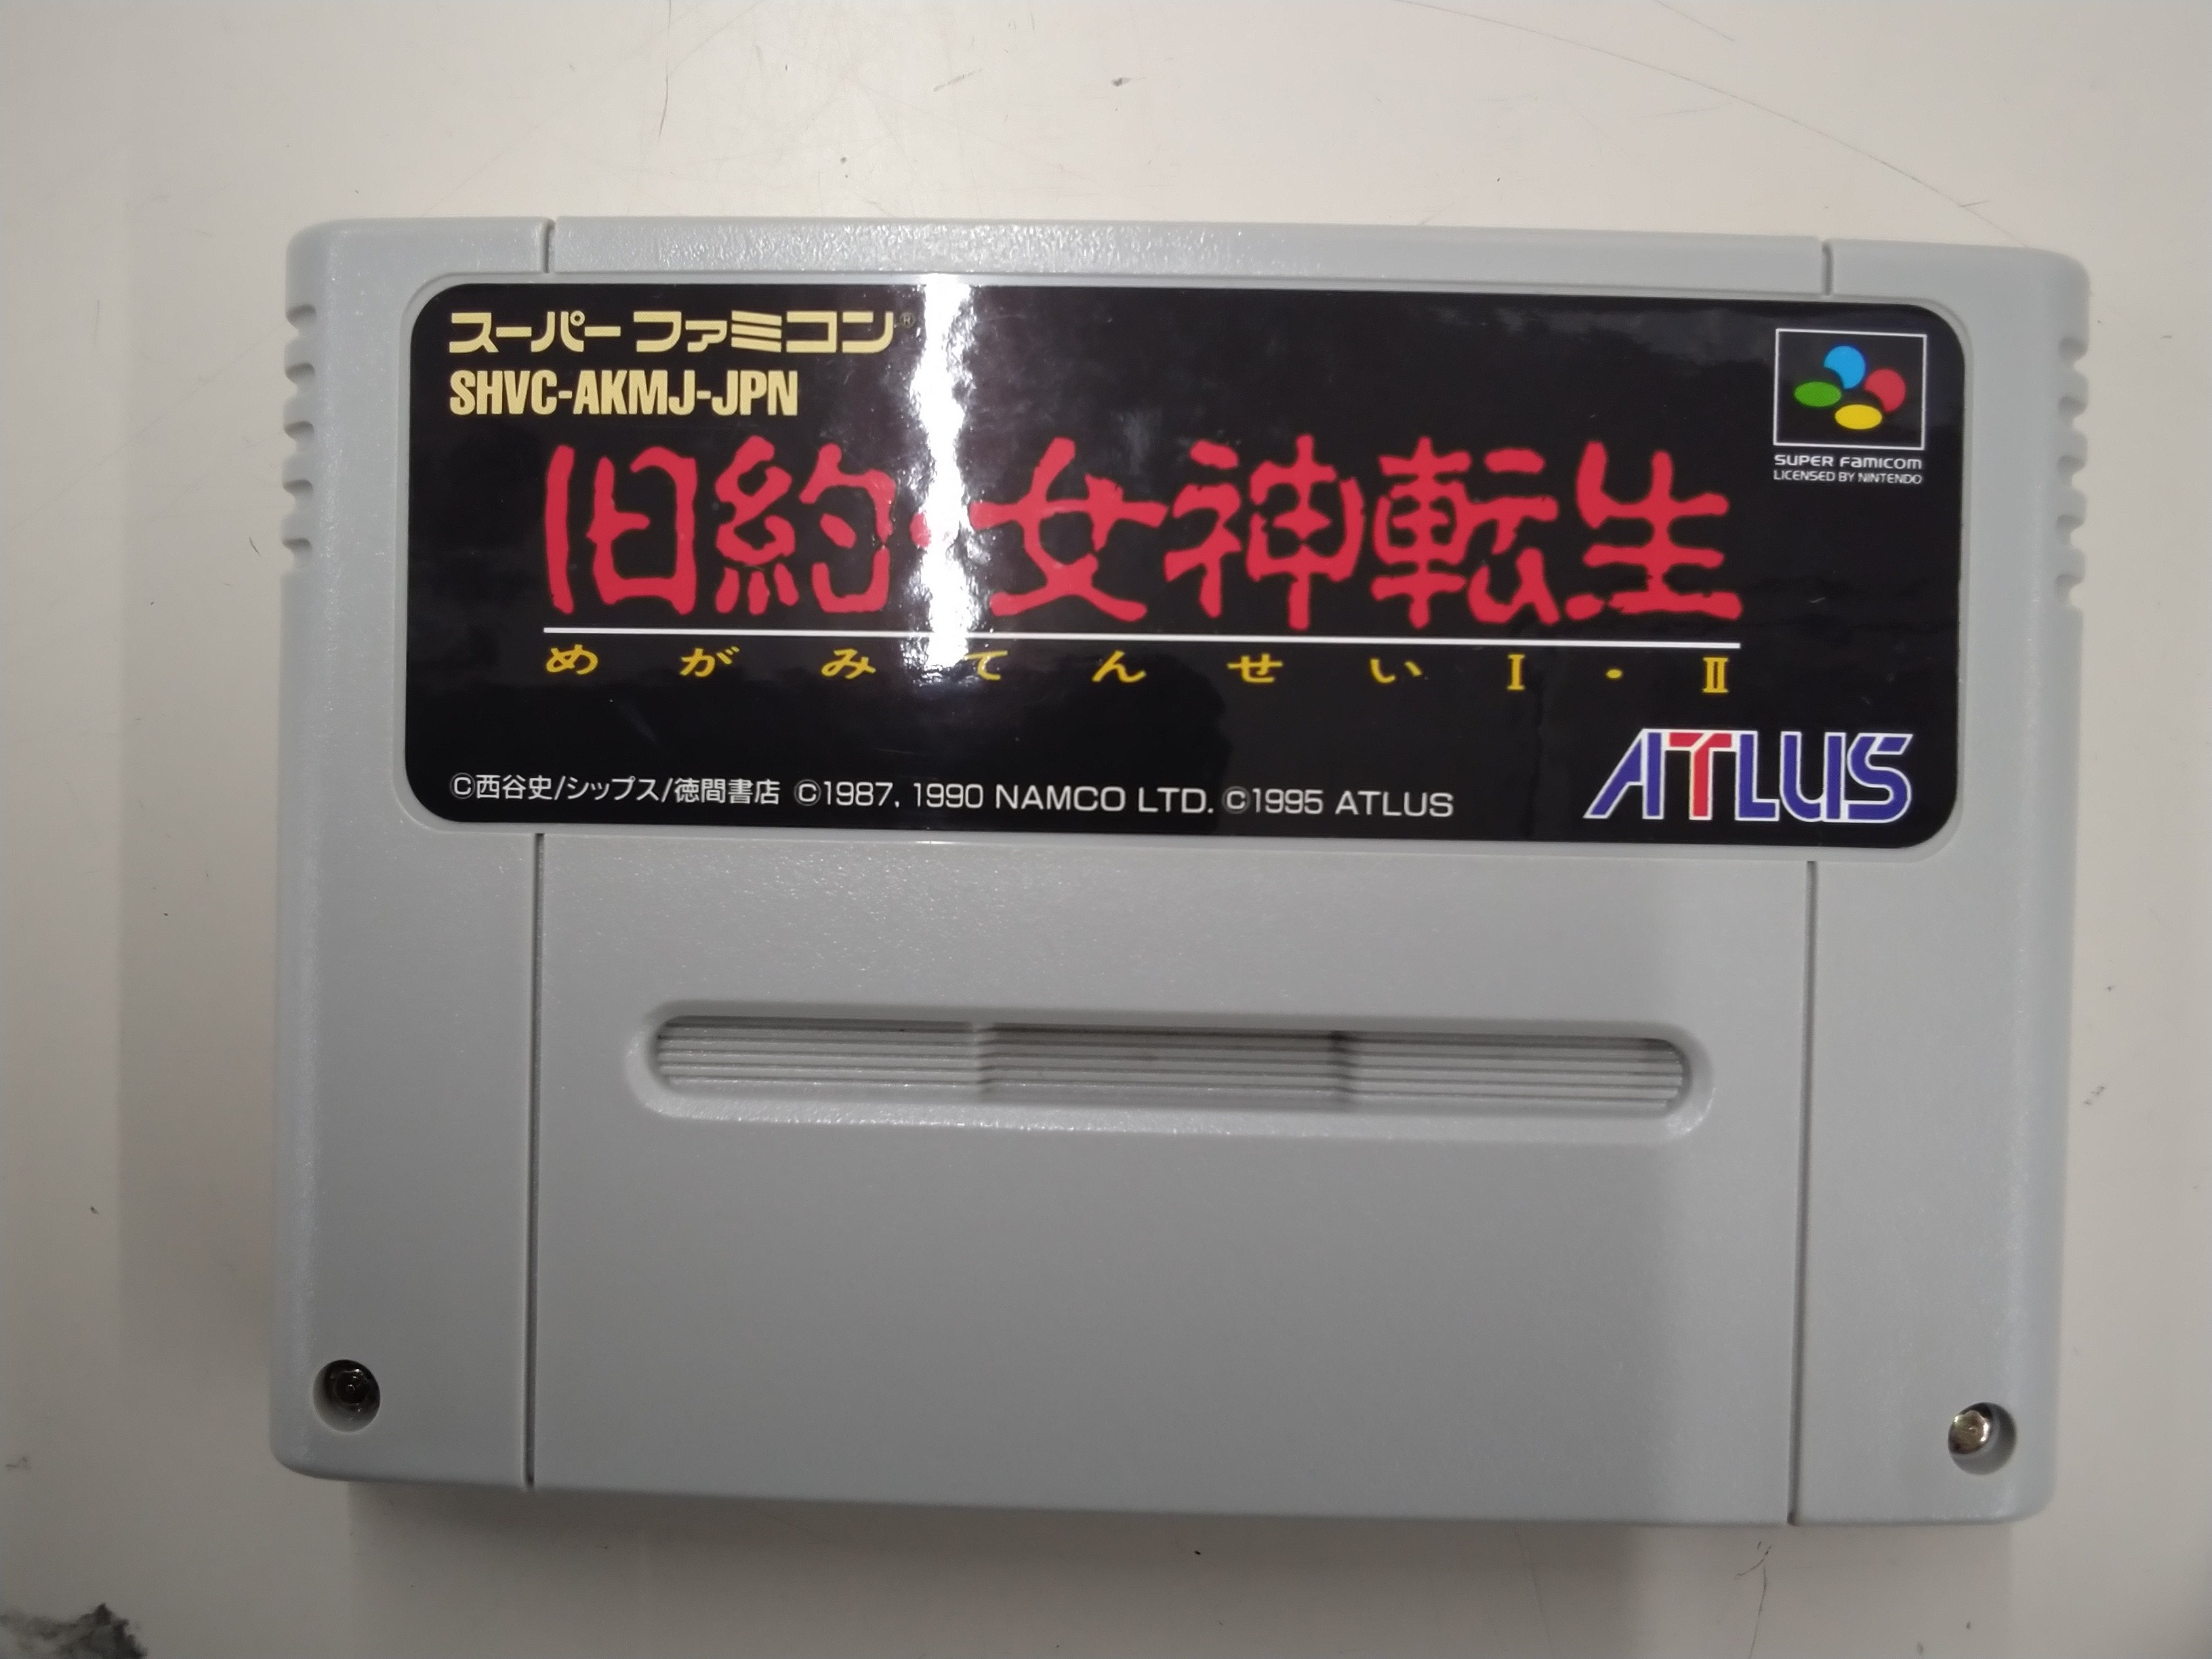 スーパーファミコン®
SHVC-AKMJ-JPN
SUPER FAMICOM
LICENSED BY NINTENDO
旧約・女神転生
めがみてんせいI・II
ATLUS
©西谷史/シップス/徳間書店 ©1987, 1990 NAMCO LTD. ©1995 ATLUS